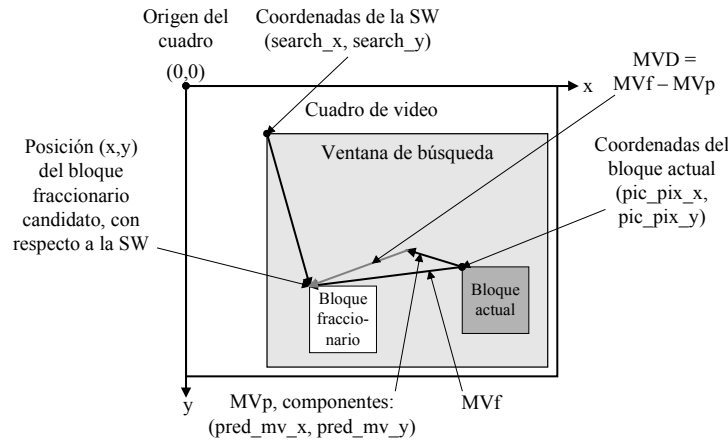 Origen del
cuadro
(0,0)
Coordenadas de la SW
(search_x, search_y)
MVD =
MVf – MVp
x
Cuadro de video
Ventana de búsqueda
Posición (x,y)
del bloque
fraccionario
candidato, con
respecto a la SW
Coordenadas del
bloque actual
(pic_pix_x,
pic_pix_y)
Bloque
fraccio-
nario
Bloque
actual
y
MVp, componentes:
(pred_mv_x, pred_mv_y)
MVf